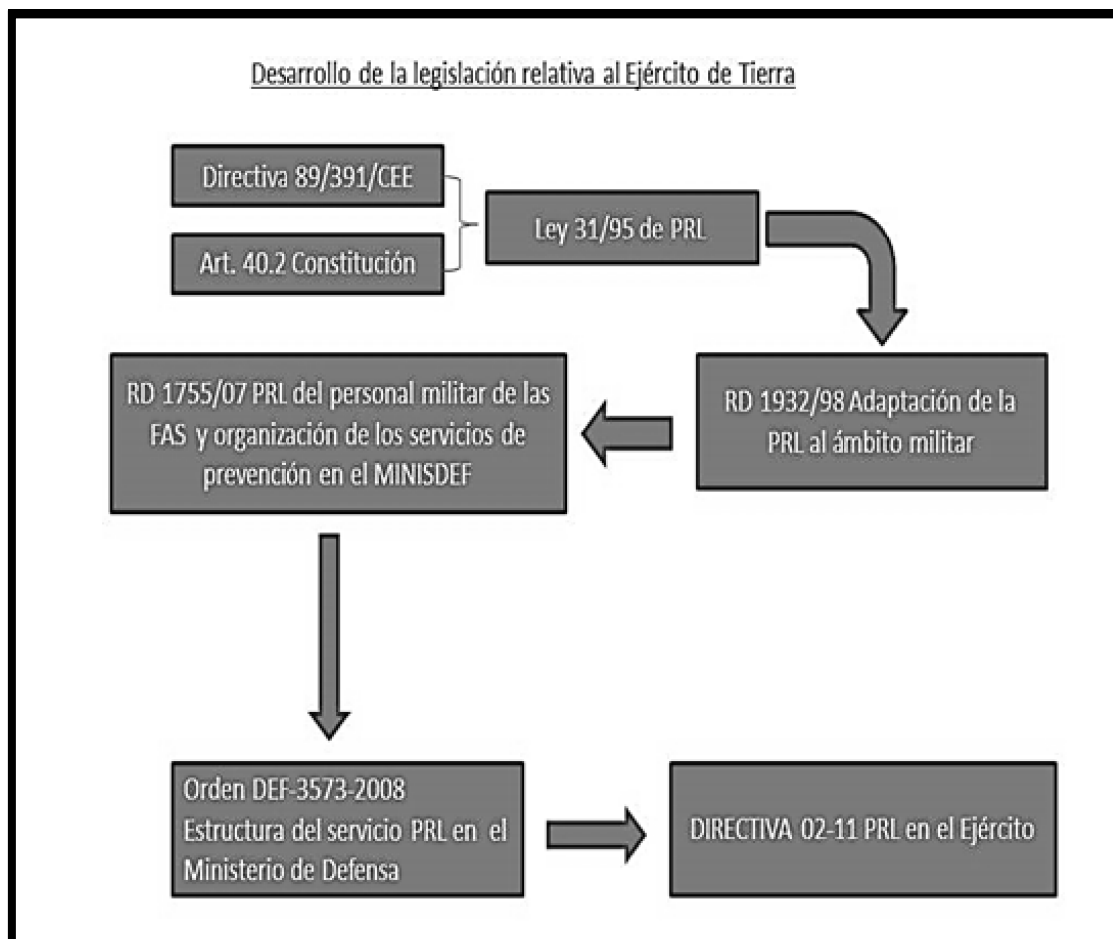 Desarrollo de la legislación relativa al Ejército de Tierra
Directiva 89/391/CEE
Art. 40.2 Constitución
Ley 31/95 de PRL
RD 1932/98 Adaptación de la
PRL al ámbito militar
RD 1755/07 PRL del personal militar de las
FAS y organización de los servicios de
prevención en el MINISDEF
Orden DEF-3573-2008
Estructura del servicio PRL en el
Ministerio de Defensa
DIRECTIVA 02-11 PRL en el Ejército